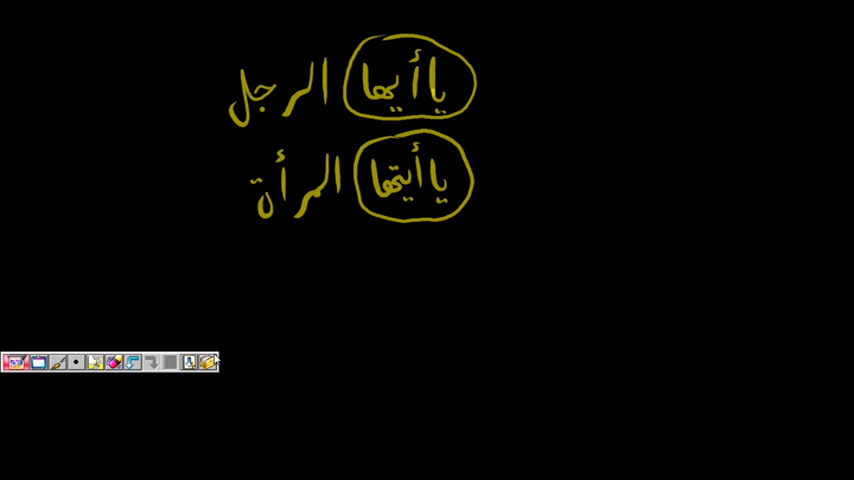 يا أيها الرجل
يا أيتها المرأة